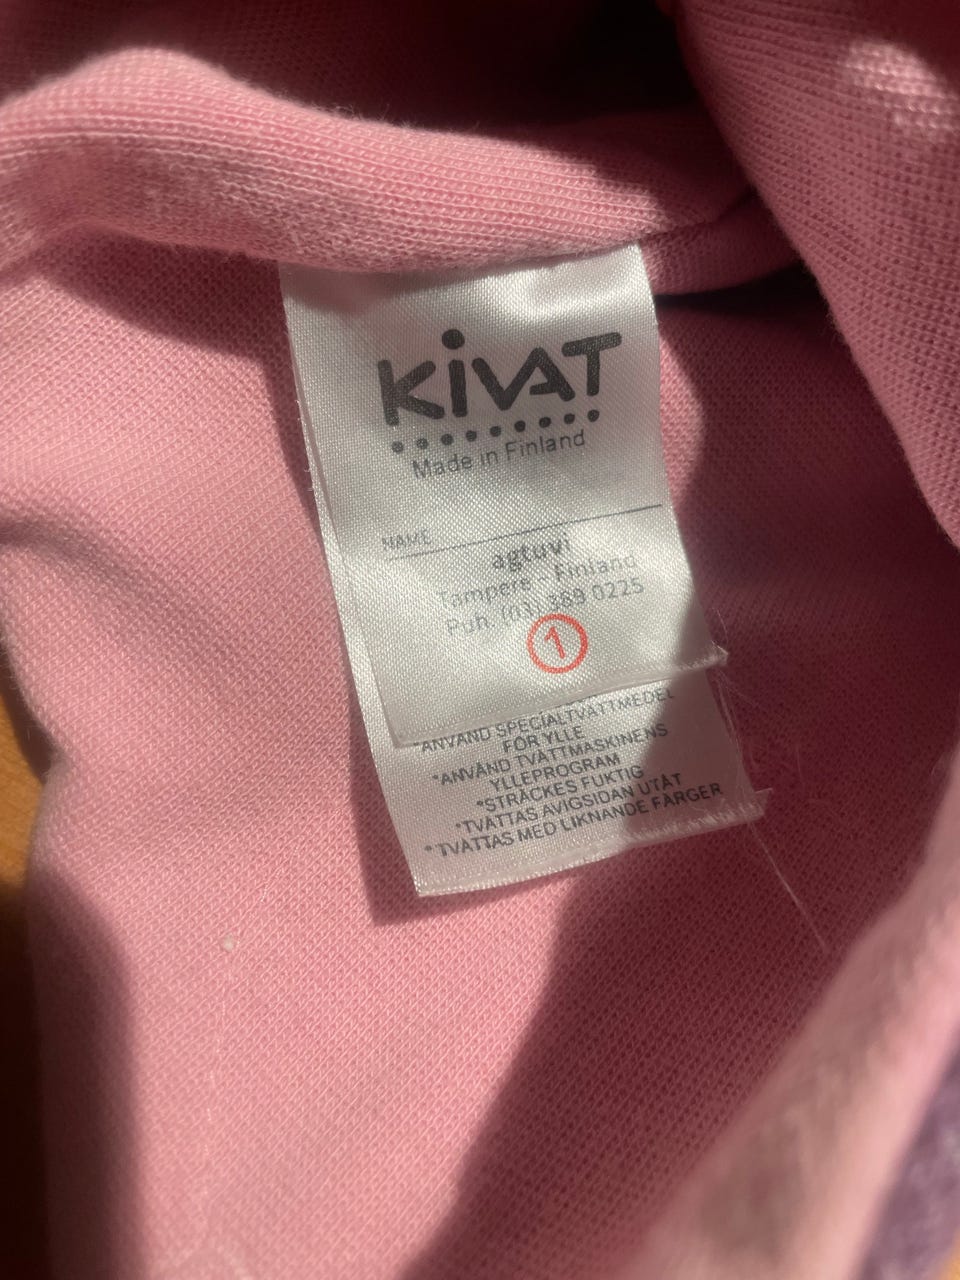 KiVAT
Made in Finland
NAME
agtuvi
Tampere – Finland
Puh. (03) 389 0225
1
*ANVÄND SPECIALTVÄTTMEDEL
FÖR YLLE
*ANVÄND TVÄTTMASKINENS
YLLEPROGRAM
*STRÄCKES FUKTIG
*TVÄTTAS AVIGSIDAN UTÅT
*TVÄTTAS MED LIKNANDE FÄRGER